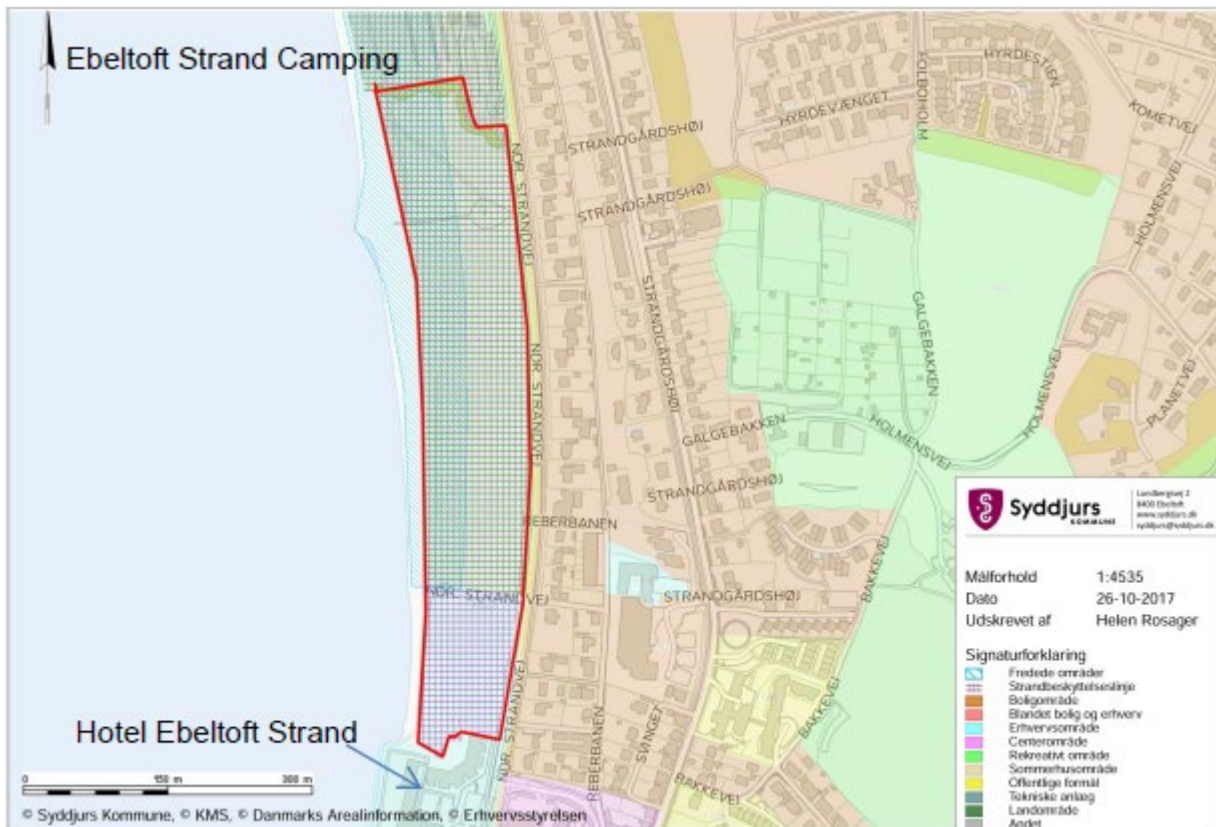 Ebeltoft Strand Camping
HYRDESTIEN
HOLBOHOLM
KOMETVEJ
HYRDEVÆNGET
STRANDGÅRDSHØJ
NDR. STRANDVEJ
STRANDGÅRDSHØJ
HOLMENSVEJ
STRANDGÅRDSHØJ
GALGEBAKKEN
NDR. STRANDVEJ
HOLMENSVEJ
PLANETVEJ
GALGEBAKKEN
HOLMENSVEJ
STRANDGÅRDSHØJ
REBERBANEN
BAKKEVEJ
NDR. STRANDVEJ
STRANDGÅRDSHØJ
NDR. STRANDVEJ
BAKKEVEJ
REBERBANEN
SVINGET
BAKKEVEJ
Hotel Ebeltoft Strand
0 150 m 300 m
© Syddjurs Kommune, © KMS, © Danmarks Arealinformation, © Erhvervsstyrelsen
Syddjurs
KOMMUNE
Lundbergsvej 2
8400 Ebeltoft
www.syddjurs.dk
syddjurs@syddjurs.dk
Målforhold 1:4535
Dato 26-10-2017
Udskrevet af Helen Rosager
Signaturforklaring
Fredede områder
Strandbeskyttelseslinje
Boligområde
Blandet bolig og erhverv
Erhvervsområde
Centerområde
Rekreativt område
Sommerhusområde
Offentlige formål
Tekniske anlæg
Landområde
Andet